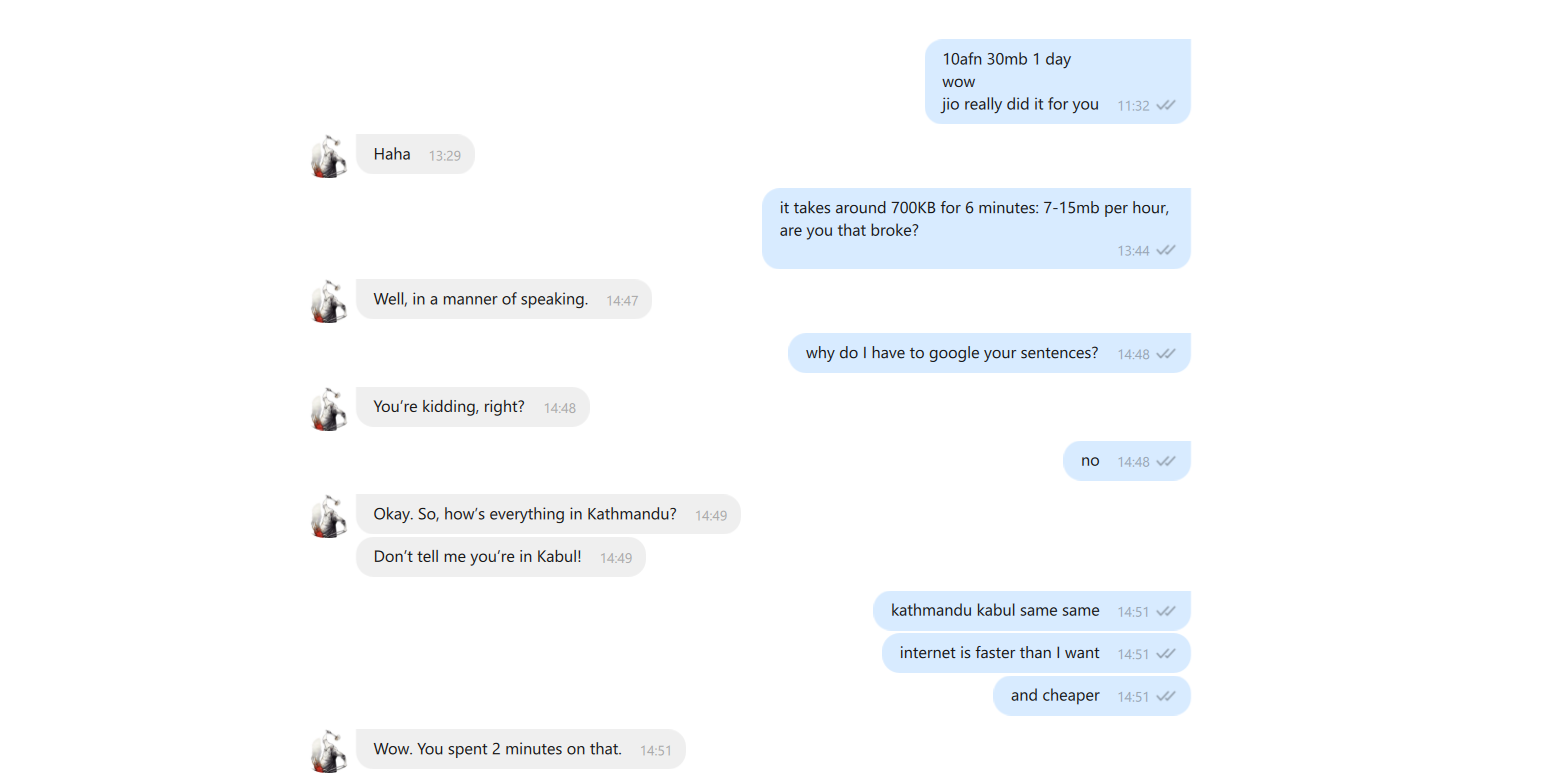 10afn 30mb 1 day
wow
jio really did it for you 11:32
Haha 13:29
it takes around 700KB for 6 minutes: 7-15mb per hour,
are you that broke?
13:44
Well, in a manner of speaking. 14:47
why do I have to google your sentences? 14:48
You’re kidding, right? 14:48
no 14:48
Okay. So, how’s everything in Kathmandu? 14:49
Don’t tell me you’re in Kabul! 14:49
kathmandu kabul same same 14:51
internet is faster than I want 14:51
and cheaper 14:51
Wow. You spent 2 minutes on that. 14:51